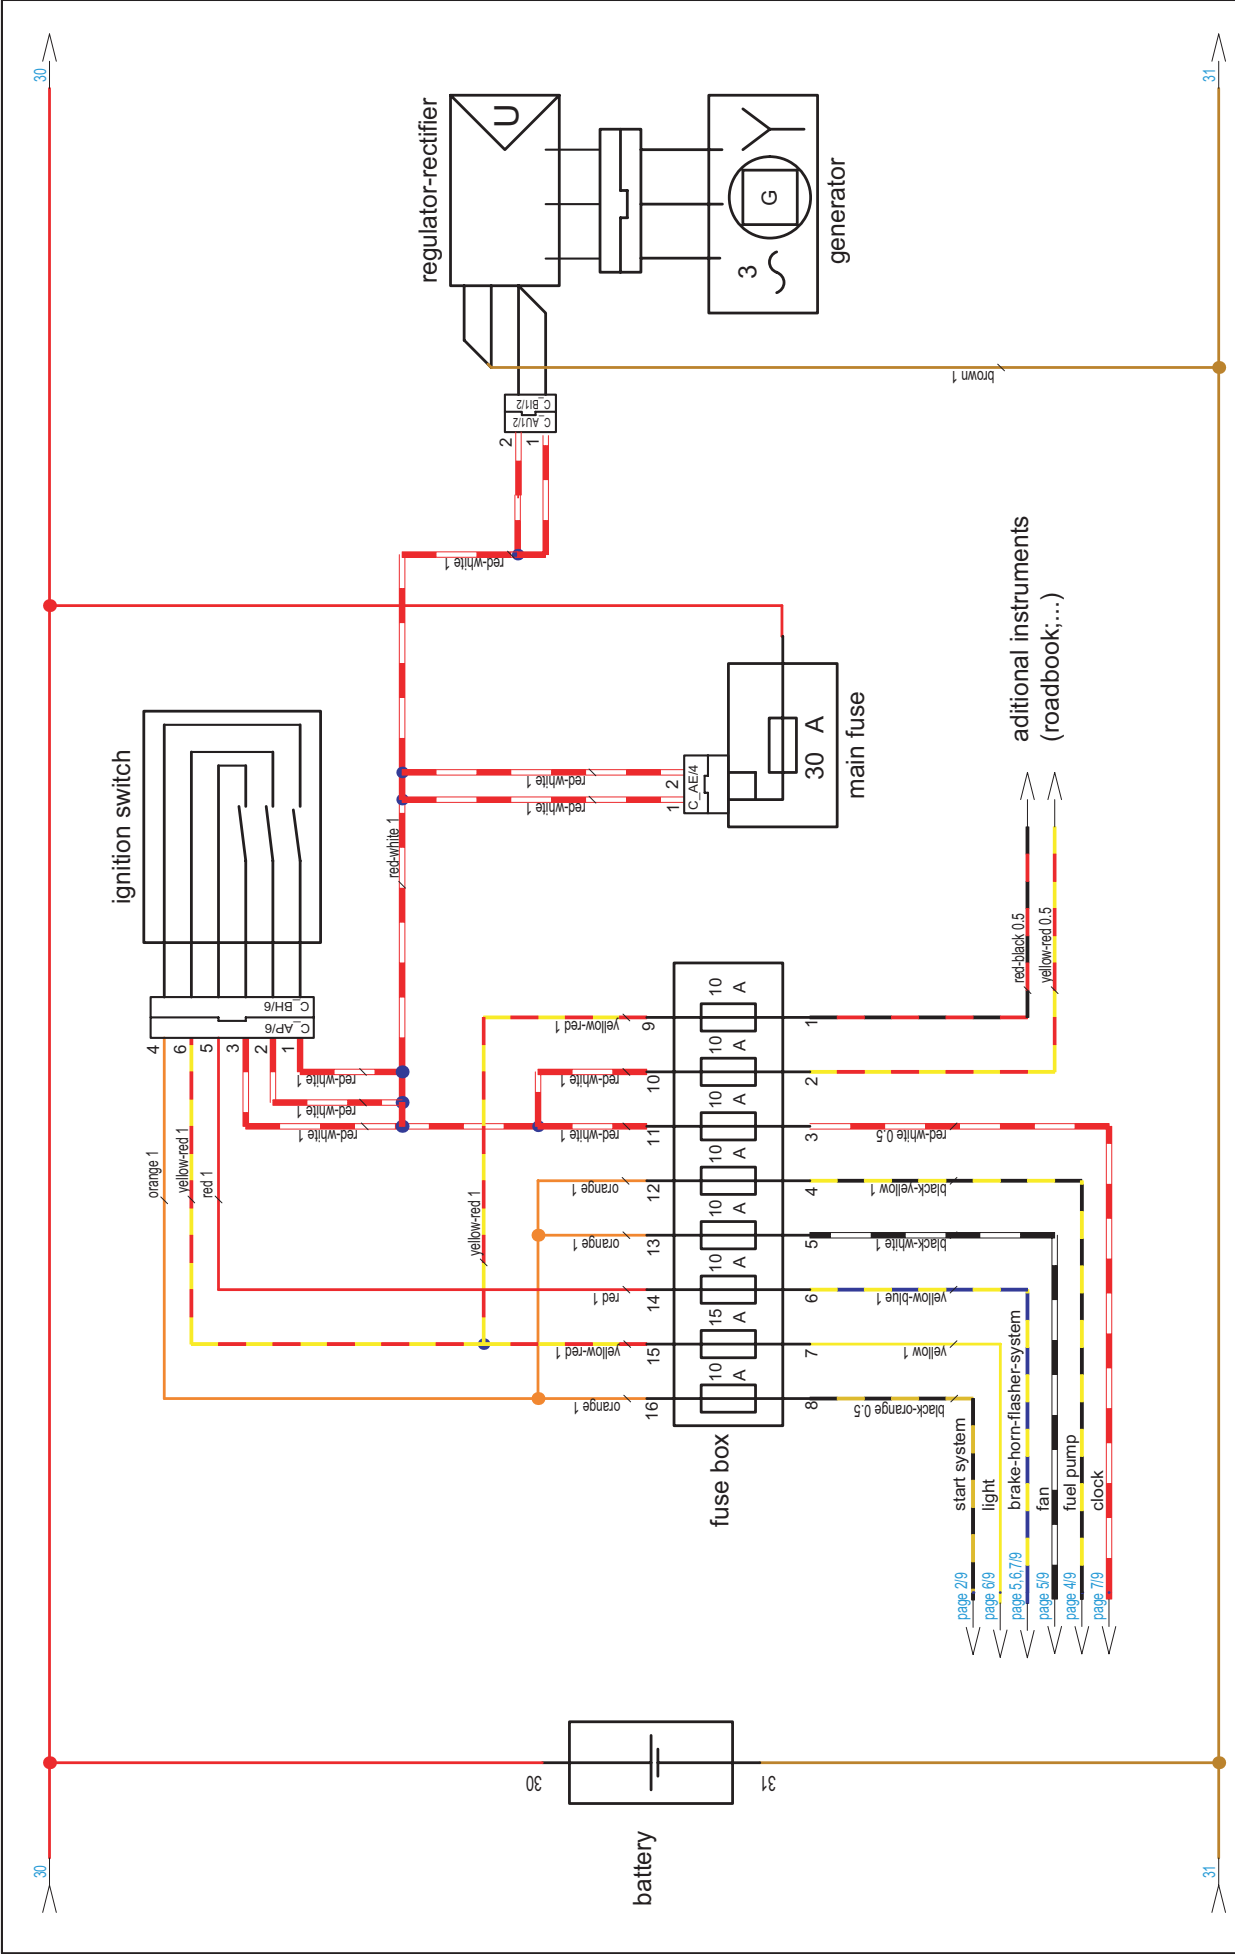 30
30
ignition switch
orange 1
4
yellow-red 1
6
red 1
5
3
2
1
C_AP/6
C_BH/6
red-white 1
red-white 1
red-white 1
red-white 1
regulator-rectifier
U
C_AU1/2
C_BI1/2
2
1
red-white 1
yellow-red 1
battery
30
31
orange 1
yellow-red 1
red 1
orange 1
orange 1
red-white 1
red-white 1
yellow-red 1
red-white 1
red-white 1
16
15
14
13
12
11
10
9
1
2
C_AE/4
fuse box
10 A
15 A
10 A
10 A
10 A
10 A
10 A
10 A
30 A
main fuse
3
G
generator
8
7
6
5
4
3
2
1
black-orange 0.5
yellow 1
yellow-blue 1
black-white 1
black-yellow 1
red-white 0.5
brown 1
page 2/9
start system
page 6/9
light
page 5,6,7/9
brake-horn-flasher-system
page 5/9
fan
page 4/9
fuel pump
page 7/9
clock
red-black 0.5
yellow-red 0.5
aditional instruments
(roadbook;...)
31
31